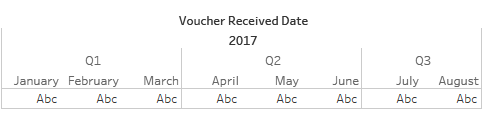 Voucher Received Date
2017
Q1 Q2 Q3
January February March April May June July August
Abc Abc Abc Abc Abc Abc Abc Abc